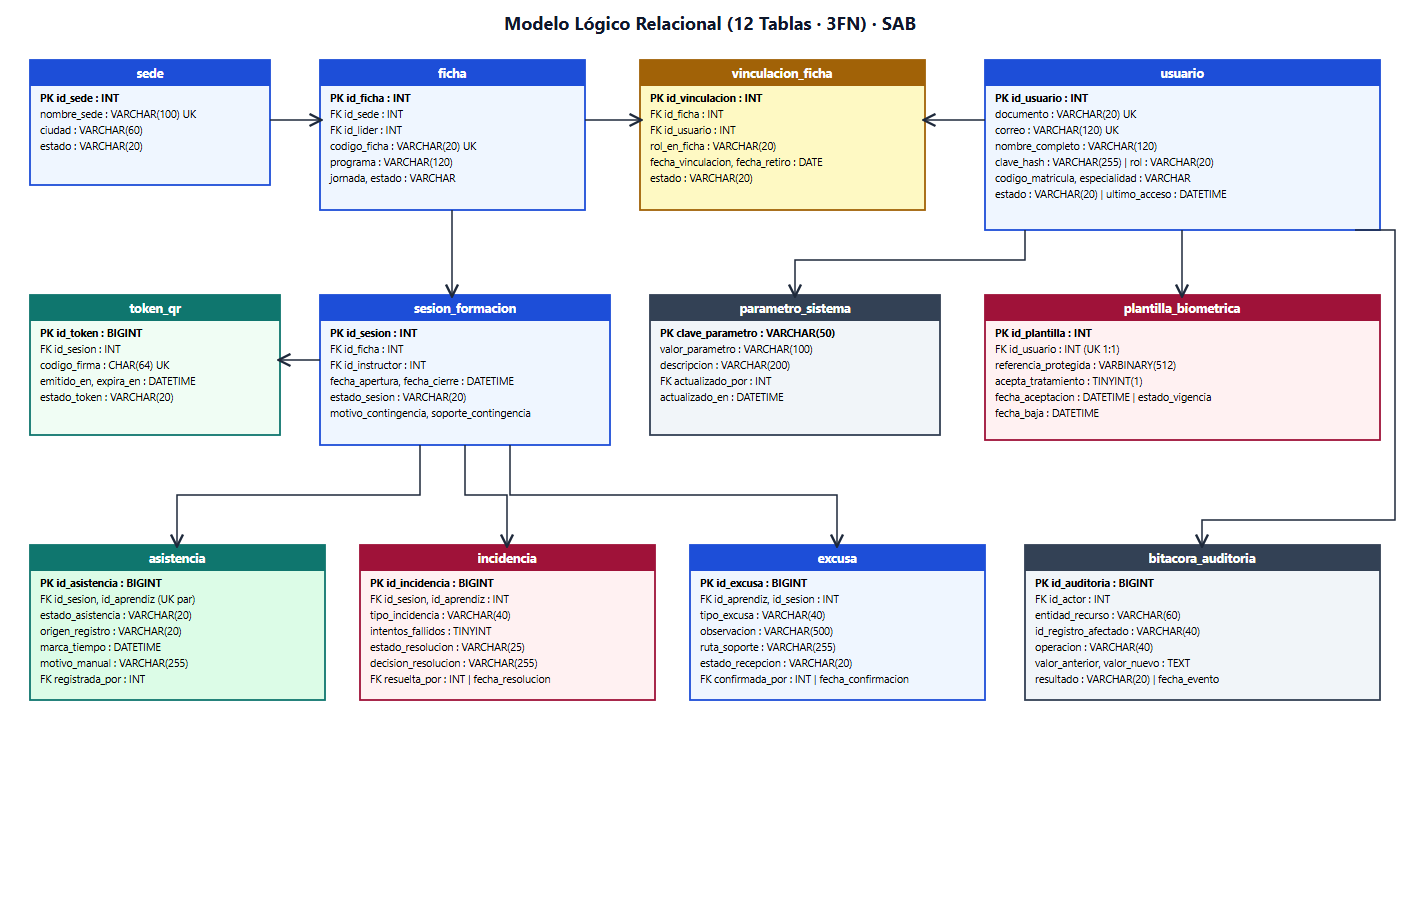 Modelo Lógico Relacional (12 Tablas · 3FN) · SAB
sede
PK id_sede : INT
nombre_sede : VARCHAR(100) UK
ciudad : VARCHAR(60)
estado : VARCHAR(20)
ficha
PK id_ficha : INT
FK id_sede : INT
FK id_lider : INT
codigo_ficha : VARCHAR(20) UK
programa : VARCHAR(120)
jornada, estado : VARCHAR
vinculacion_ficha
PK id_vinculacion : INT
FK id_ficha : INT
FK id_usuario : INT
rol_en_ficha : VARCHAR(20)
fecha_vinculacion, fecha_retiro : DATE
estado : VARCHAR(20)
usuario
PK id_usuario : INT
documento : VARCHAR(20) UK
correo : VARCHAR(120) UK
nombre_completo : VARCHAR(120)
clave_hash : VARCHAR(255) | rol : VARCHAR(20)
codigo_matricula, especialidad : VARCHAR
estado : VARCHAR(20) | ultimo_acceso : DATETIME
token_qr
PK id_token : BIGINT
FK id_sesion : INT
codigo_firma : CHAR(64) UK
emitido_en, expira_en : DATETIME
estado_token : VARCHAR(20)
sesion_formacion
PK id_sesion : INT
FK id_ficha : INT
FK id_instructor : INT
fecha_apertura, fecha_cierre : DATETIME
estado_sesion : VARCHAR(20)
motivo_contingencia, soporte_contingencia
parametro_sistema
PK clave_parametro : VARCHAR(50)
valor_parametro : VARCHAR(100)
descripcion : VARCHAR(200)
FK actualizado_por : INT
actualizado_en : DATETIME
plantilla_biometrica
PK id_plantilla : INT
FK id_usuario : INT (UK 1:1)
referencia_protegida : VARBINARY(512)
acepta_tratamiento : TINYINT(1)
fecha_aceptacion : DATETIME | estado_vigencia
fecha_baja : DATETIME
asistencia
PK id_asistencia : BIGINT
FK id_sesion, id_aprendiz (UK par)
estado_asistencia : VARCHAR(20)
origen_registro : VARCHAR(20)
marca_tiempo : DATETIME
motivo_manual : VARCHAR(255)
FK registrada_por : INT
incidencia
PK id_incidencia : BIGINT
FK id_sesion, id_aprendiz : INT
tipo_incidencia : VARCHAR(40)
intentos_fallidos : TINYINT
estado_resolucion : VARCHAR(25)
decision_resolucion : VARCHAR(255)
FK resuelta_por : INT | fecha_resolucion
excusa
PK id_excusa : BIGINT
FK id_aprendiz, id_sesion : INT
tipo_excusa : VARCHAR(40)
observacion : VARCHAR(500)
ruta_soporte : VARCHAR(255)
estado_recepcion : VARCHAR(20)
FK confirmada_por : INT | fecha_confirmacion
bitacora_auditoria
PK id_auditoria : BIGINT
FK id_actor : INT
entidad_recurso : VARCHAR(60)
id_registro_afectado : VARCHAR(40)
operacion : VARCHAR(40)
valor_anterior, valor_nuevo : TEXT
resultado : VARCHAR(20) | fecha_evento